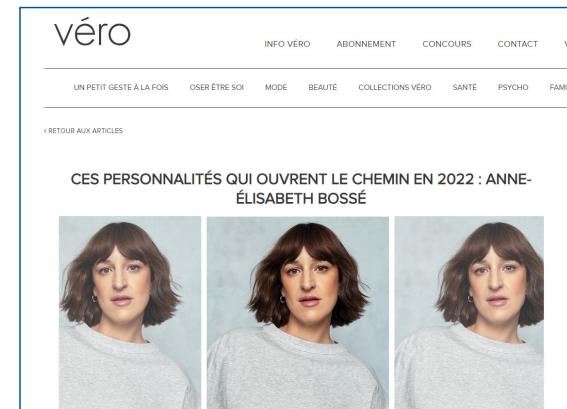 véro
INFO VÉRO ABONNEMENT CONCOURS CONTACT
UN PETIT GESTE À LA FOIS OSER ÊTRE SOI MODE BEAUTÉ COLLECTIONS VÉRO SANTÉ PSYCHO
‹ RETOUR AUX ARTICLES
CES PERSONNALITÉS QUI OUVRENT LE CHEMIN EN 2022 : ANNE-
ÉLISABETH BOSSÉ